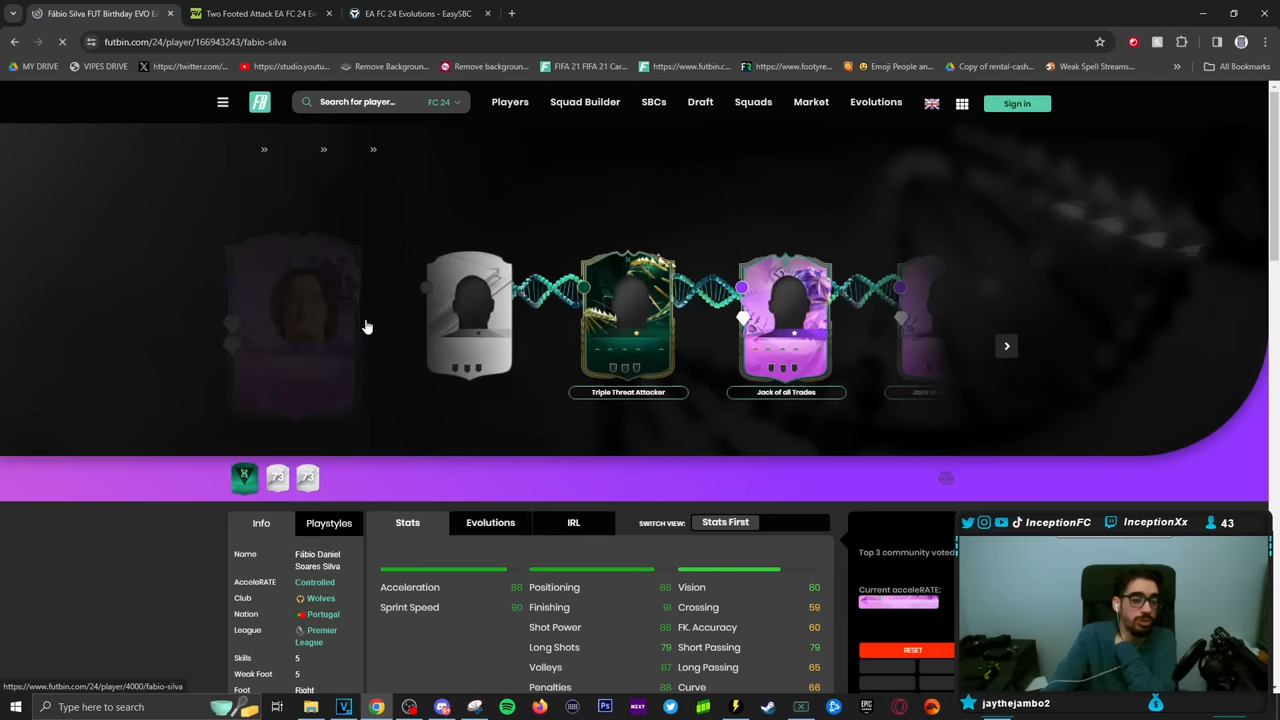 Fábio Silva FUT Birthday EVO EA
Two Footed Attack EA FC 24 Ev
EA FC 24 Evolutions - EasySBC
futbin.com/24/player/166943243/fabio-silva
MY DRIVE
VIPES DRIVE
https://twitter.com/...
https://studio.youtu...
Remove Backgroun...
Remove backgroun...
FIFA 21 FIFA 21 Car...
https://www.futbin.c...
https://www.footyre...
Emoji People an...
Copy of rental-cash...
Weak Spell Streams...
All Bookmarks
Search for player...
FC 24
Players
Squad Builder
SBCs
Draft
Squads
Market
Evolutions
Sign in
Triple Threat Attacker
Jack of all Trades
73
73
Info
Playstyles
Name
Fábio Daniel
Soares Silva
AcceleRATE
Controlled
Club
Wolves
Nation
Portugal
League
Premier
League
Skills
5
Weak Foot
5
Foot
Right
Stats
Evolutions
IRL
SWITCH VIEW:
Stats First
Acceleration 88
Sprint Speed 90
Positioning 88
Finishing 91
Shot Power 88
Long Shots 79
Volleys 87
Penalties 88
Vision 80
Crossing 59
FK. Accuracy 60
Short Passing 79
Long Passing 65
Curve 66
Top 3 community voted
Current acceleRATE:
RESET
InceptionFC
InceptionXx
43
jaythejambo2
https://www.futbin.com/24/player/4000/fabio-silva
Type here to search